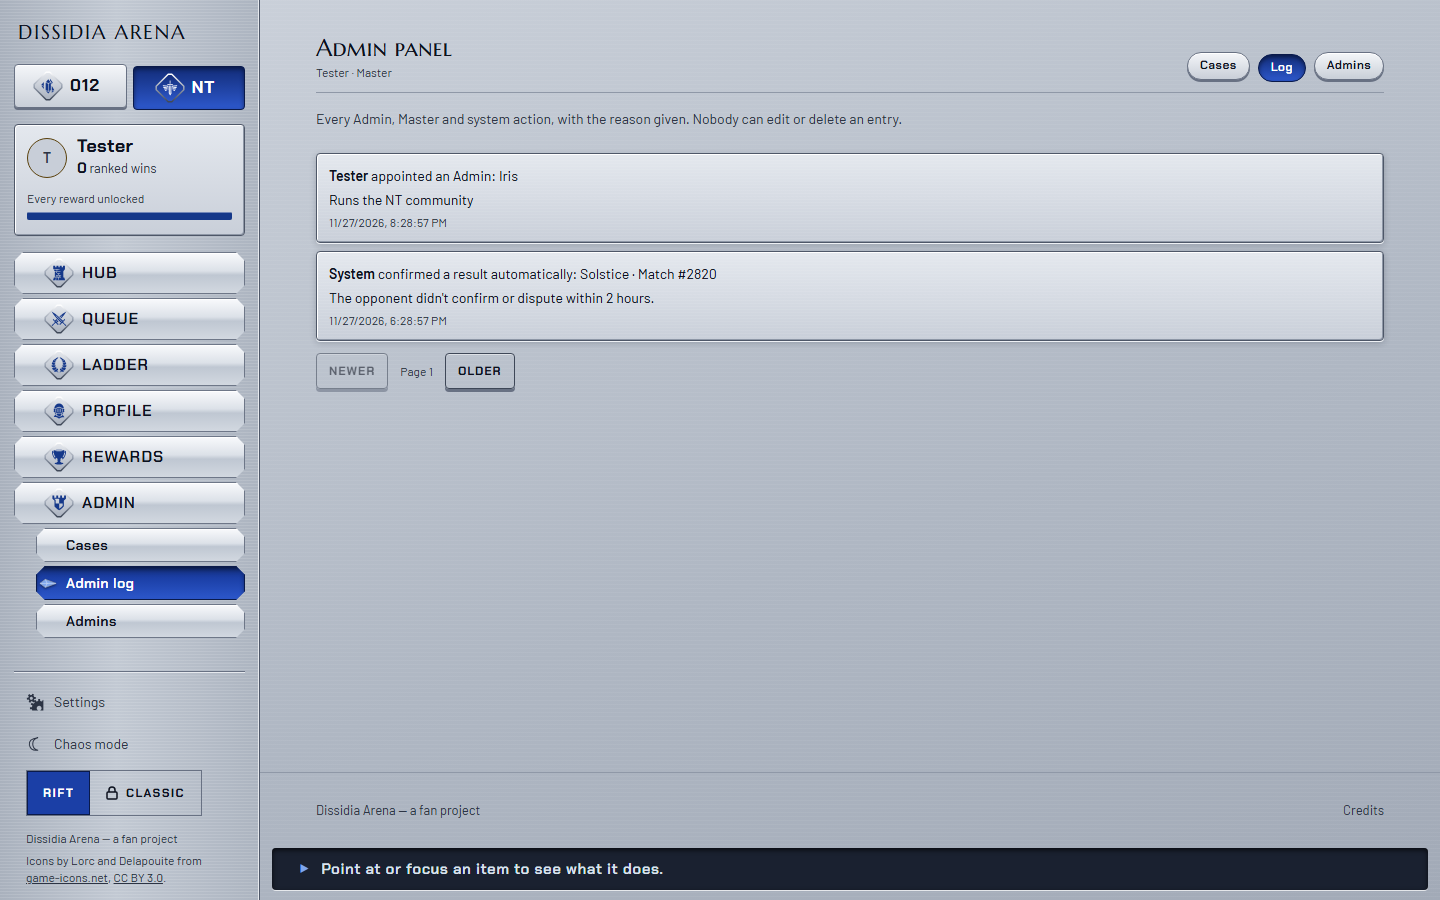 DISSIDIA ARENA
012
NT
T
Tester
0 ranked wins
Every reward unlocked
HUB
QUEUE
LADDER
PROFILE
REWARDS
ADMIN
Cases
Admin log
Admins
Settings
Chaos mode
RIFT
CLASSIC
Dissidia Arena — a fan project
Icons by Lorc and Delapouite from
game-icons.net, CC BY 3.0.
Admin panel
Tester · Master
Cases
Log
Admins
Every Admin, Master and system action, with the reason given. Nobody can edit or delete an entry.
Tester appointed an Admin: Iris
Runs the NT community
11/27/2026, 8:28:57 PM
System confirmed a result automatically: Solstice · Match #2820
The opponent didn't confirm or dispute within 2 hours.
11/27/2026, 6:28:57 PM
NEWER
Page 1
OLDER
Dissidia Arena — a fan project
Credits
Point at or focus an item to see what it does.